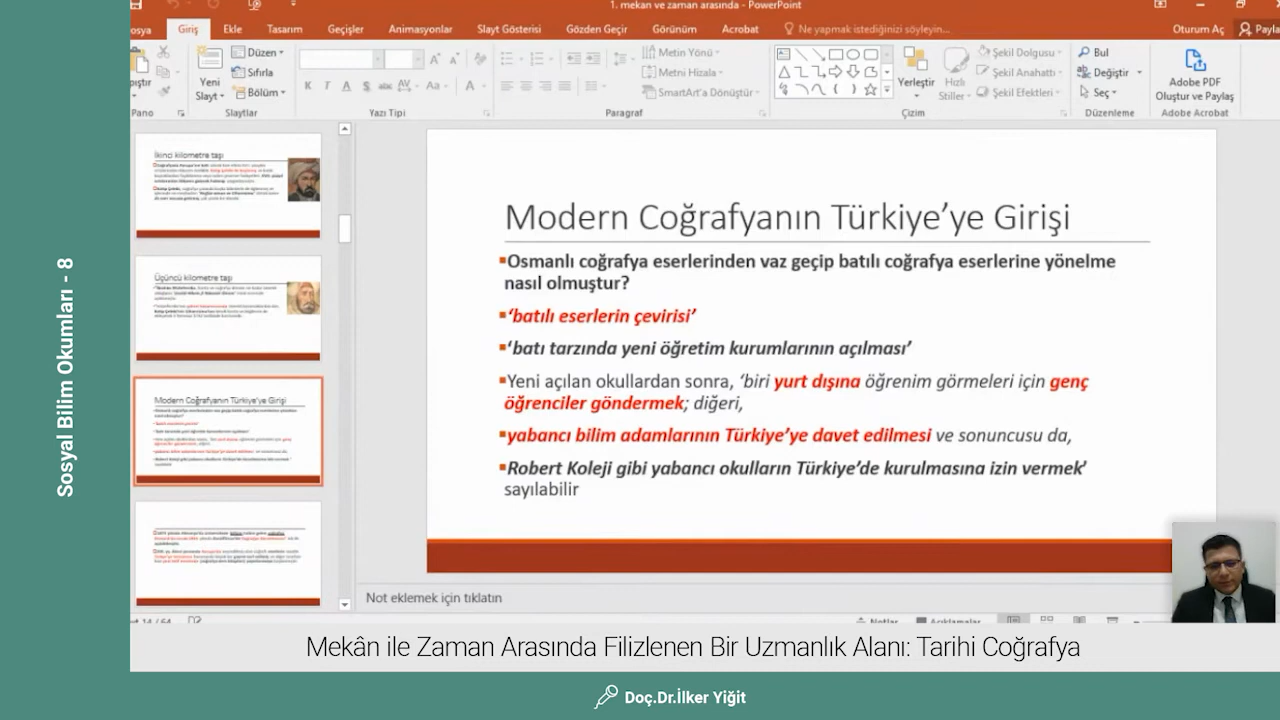 1. mekan ve zaman arasında - PowerPoint
osya Giriş Ekle Tasarım Geçişler Animasyonlar Slayt Gösterisi Gözden Geçir Görünüm Acrobat Ne yapmak istediğinizi söyleyin... Oturum Aç Payla
Düzen
Sıfırla
Bölüm
Yeni
Slayt
Metin Yönü
Metni Hizala
SmartArt'a Dönüştür
Yerleştir
Hızlı
Stiller
Şekil Dolgusu
Şekil Anahattı
Şekil Efektleri
Bul
Değiştir
Seç
Adobe PDF
Oluştur ve Paylaş
Pano Slaytlar Yazı Tipi Paragraf Çizim Düzenleme Adobe Acrobat
İkinci kilometre taşı
Üçüncü kilometre taşı
Modern Coğrafyanın Türkiye'ye Girişi
Modern Coğrafyanın Türkiye'ye Girişi
Osmanlı coğrafya eserlerinden vaz geçip batılı coğrafya eserlerine yönelme
nasıl olmuştur?
'batılı eserlerin çevirisi'
'batı tarzında yeni öğretim kurumlarının açılması'
Yeni açılan okullardan sonra, 'biri yurt dışına öğrenim görmeleri için genç
öğrenciler göndermek; diğeri,
yabancı bilim adamlarının Türkiye'ye davet edilmesi ve sonuncusu da,
Robert Koleji gibi yabancı okulların Türkiye'de kurulmasına izin vermek'
sayılabilir
Not eklemek için tıklatın
Sosyal Bilim Okumları - 8
Mekân ile Zaman Arasında Filizlenen Bir Uzmanlık Alanı: Tarihi Coğrafya
Doç.Dr.İlker Yiğit